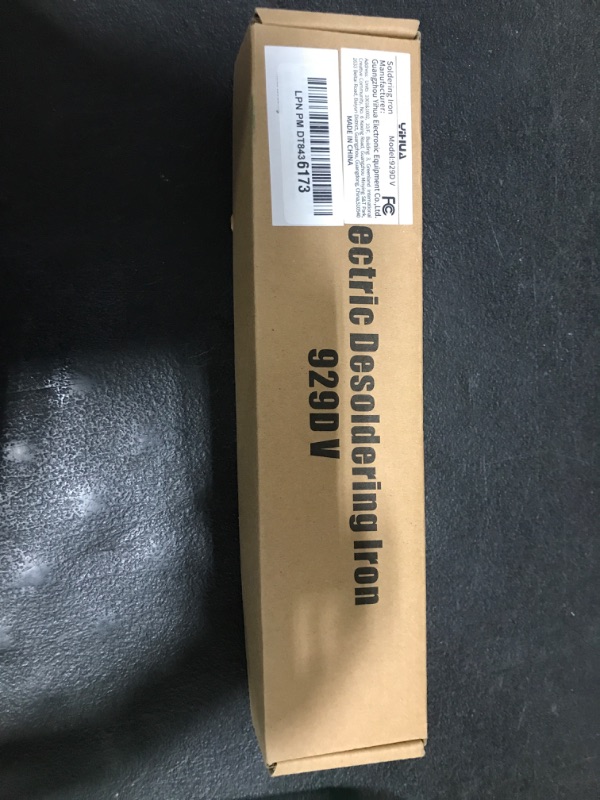 YIHUA
Model:929D V
FC
Soldering Iron
Manufacturer:
Guangzhou Yihua Electronic Equipment Co.,Ltd.
MADE IN CHINA
LPN PM DT8436173
ectric Desoldering Iron
929D V